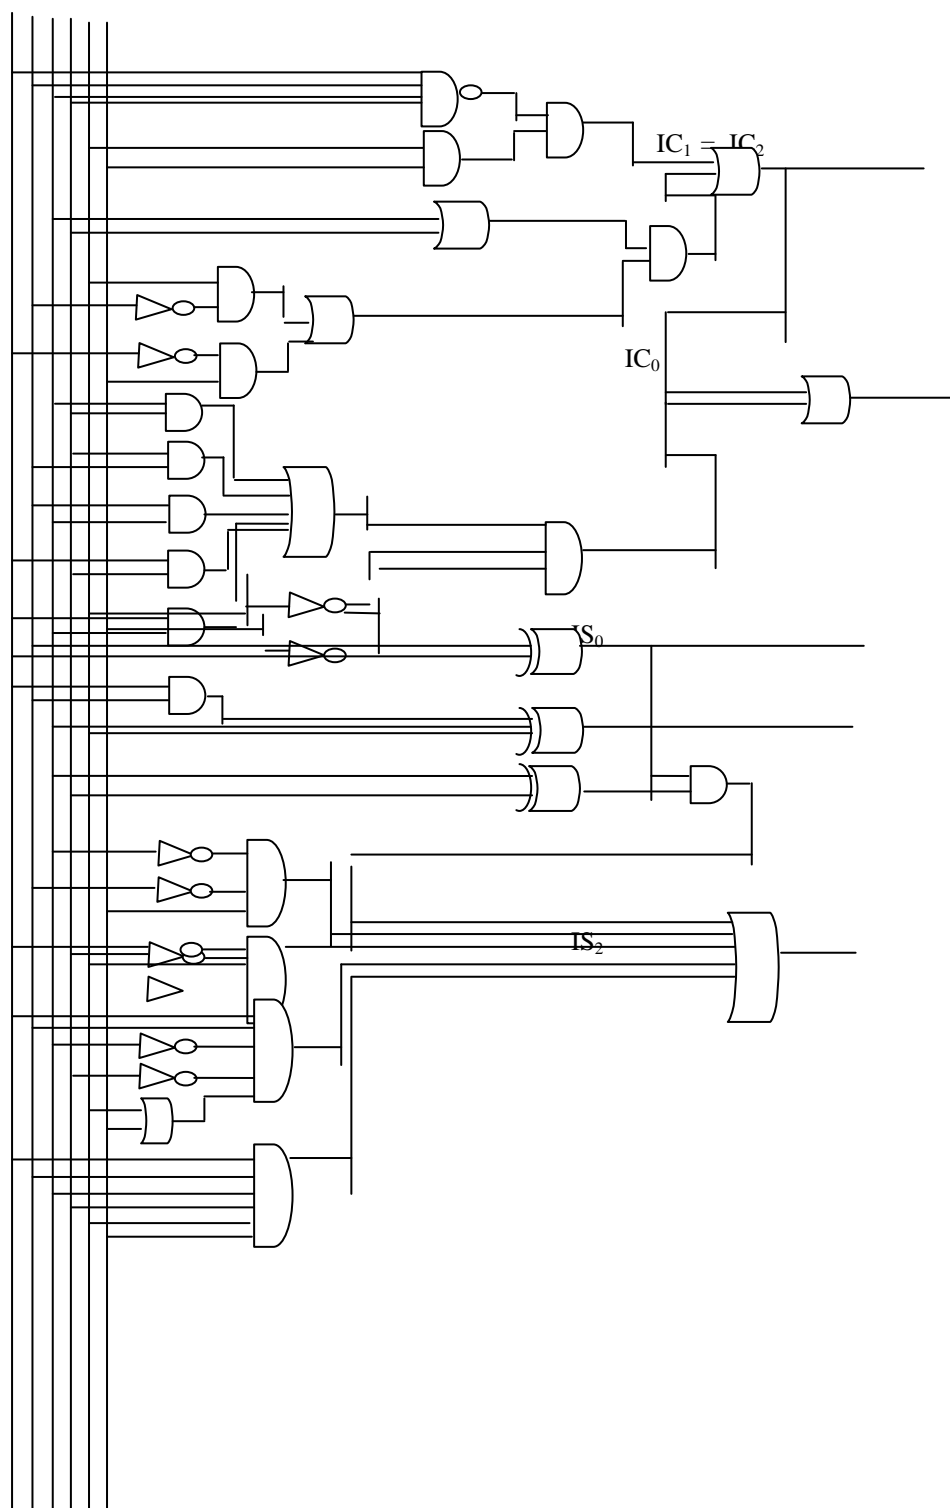 IC₁ = IC₂
IC₀
IS₀
IS₂